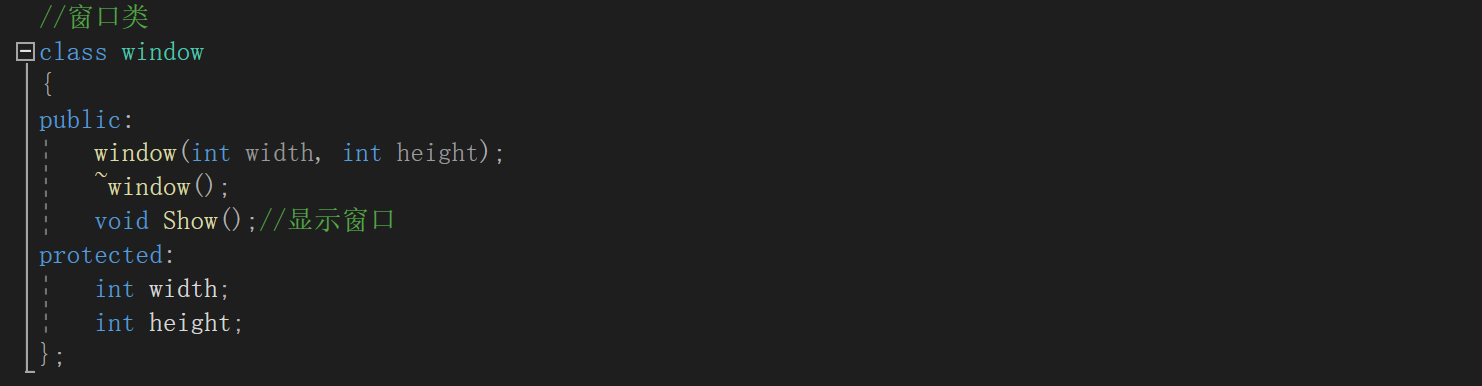 //窗口类
class window
{
public:
window(int width, int height);
~window();
void Show();//显示窗口
protected:
int width;
int height;
};